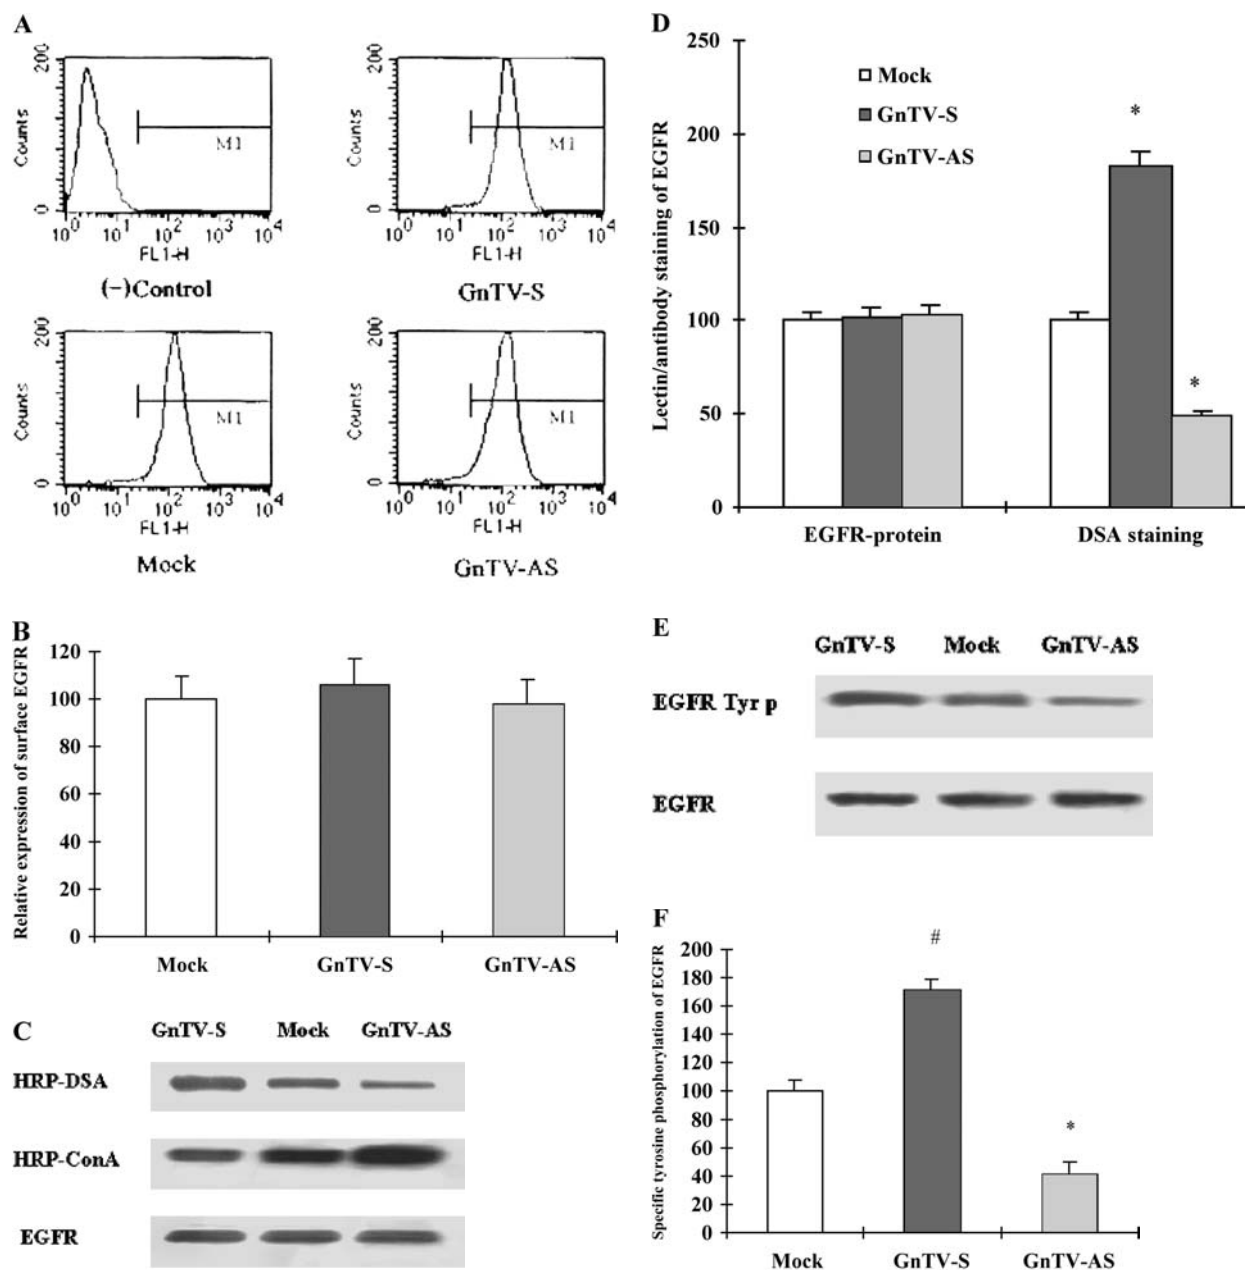 A
200
Counts
0
M1
10^0 10^1 10^2 10^3 10^4
FL1-H
(-)Control
200
Counts
0
M1
10^0 10^1 10^2 10^3 10^4
FL1-H
GnTV-S
200
Counts
0
M1
10^0 10^1 10^2 10^3 10^4
FL1-H
Mock
200
Counts
0
M1
10^0 10^1 10^2 10^3 10^4
FL1-H
GnTV-AS
B
Relative expression of surface EGFR
120
100
80
60
40
20
0
Mock GnTV-S GnTV-AS
C
GnTV-S Mock GnTV-AS
HRP-DSA
HRP-ConA
EGFR
D
Lectin/antibody staining of EGFR
250
200
150
100
50
0
Mock
GnTV-S
GnTV-AS
*
*
EGFR-protein DSA staining
E
GnTV-S Mock GnTV-AS
EGFR Tyr p
EGFR
F
Specific tyrosine phosphorylation of EGFR
200
180
160
140
120
100
80
60
40
20
0
#
*
Mock GnTV-S GnTV-AS